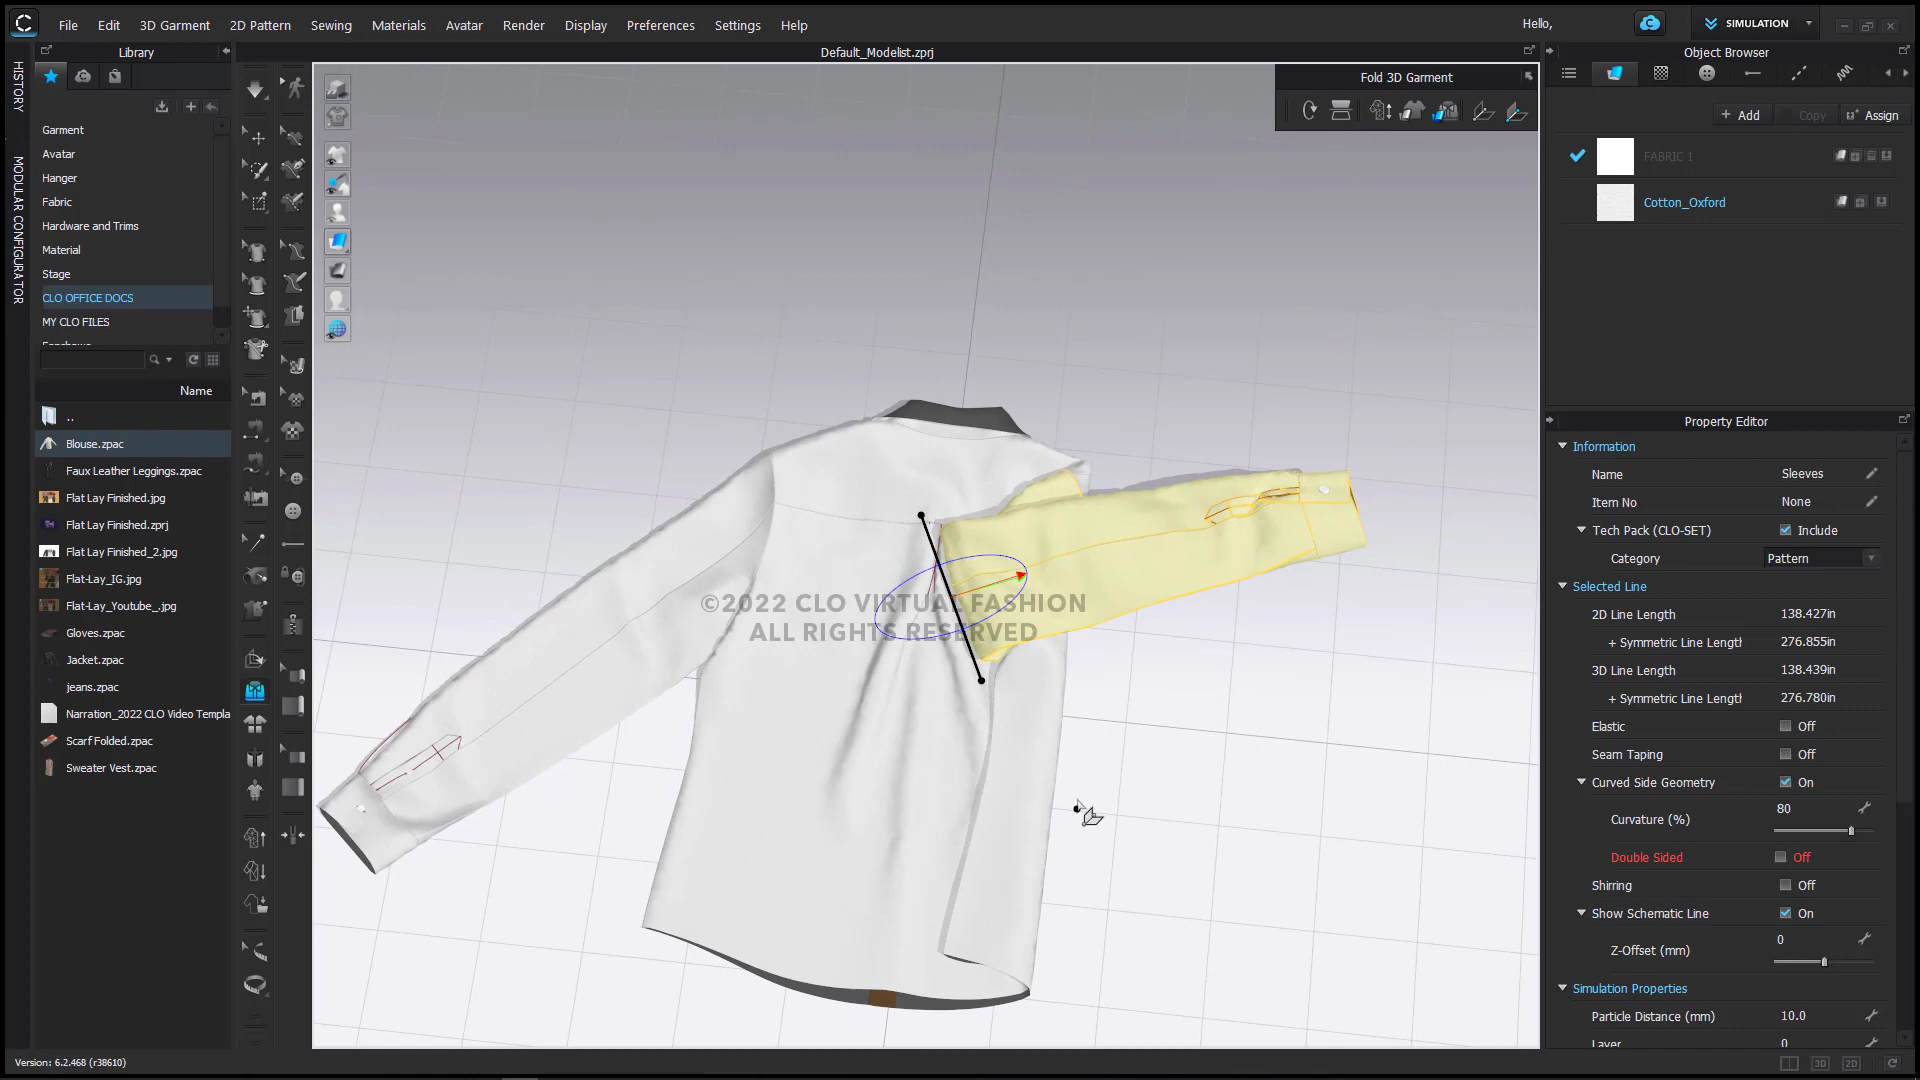 File Edit 3D Garment 2D Pattern Sewing Materials Avatar Render Display Preferences Settings Help
Hello,
SIMULATION
HISTORY
MODULAR CONFIGURATOR
Library
Garment
Avatar
Hanger
Fabric
Hardware and Trims
Material
Stage
CLO OFFICE DOCS
MY CLO FILES
Name
..
Blouse.zpac
Faux Leather Leggings.zpac
Flat Lay Finished.jpg
Flat Lay Finished.zprj
Flat Lay Finished_2.jpg
Flat-Lay_IG.jpg
Flat-Lay_Youtube_.jpg
Gloves.zpac
Jacket.zpac
jeans.zpac
Narration_2022 CLO Video Templa
Scarf Folded.zpac
Sweater Vest.zpac
Version: 6.2.468 (r38610)
Default_Modelist.zprj
Fold 3D Garment
©2022 CLO VIRTUAL FASHION
ALL RIGHTS RESERVED
Object Browser
+ Add Copy Assign
FABRIC 1
Cotton_Oxford
Property Editor
Information
Name Sleeves
Item No None
Tech Pack (CLO-SET) Include
Category Pattern
Selected Line
2D Line Length 138.427in
+ Symmetric Line Length 276.855in
3D Line Length 138.439in
+ Symmetric Line Length 276.780in
Elastic Off
Seam Taping Off
Curved Side Geometry On
Curvature (%) 80
Double Sided Off
Shirring Off
Show Schematic Line On
Z-Offset (mm) 0
Simulation Properties
Particle Distance (mm) 10.0
Layer 0
3D 2D